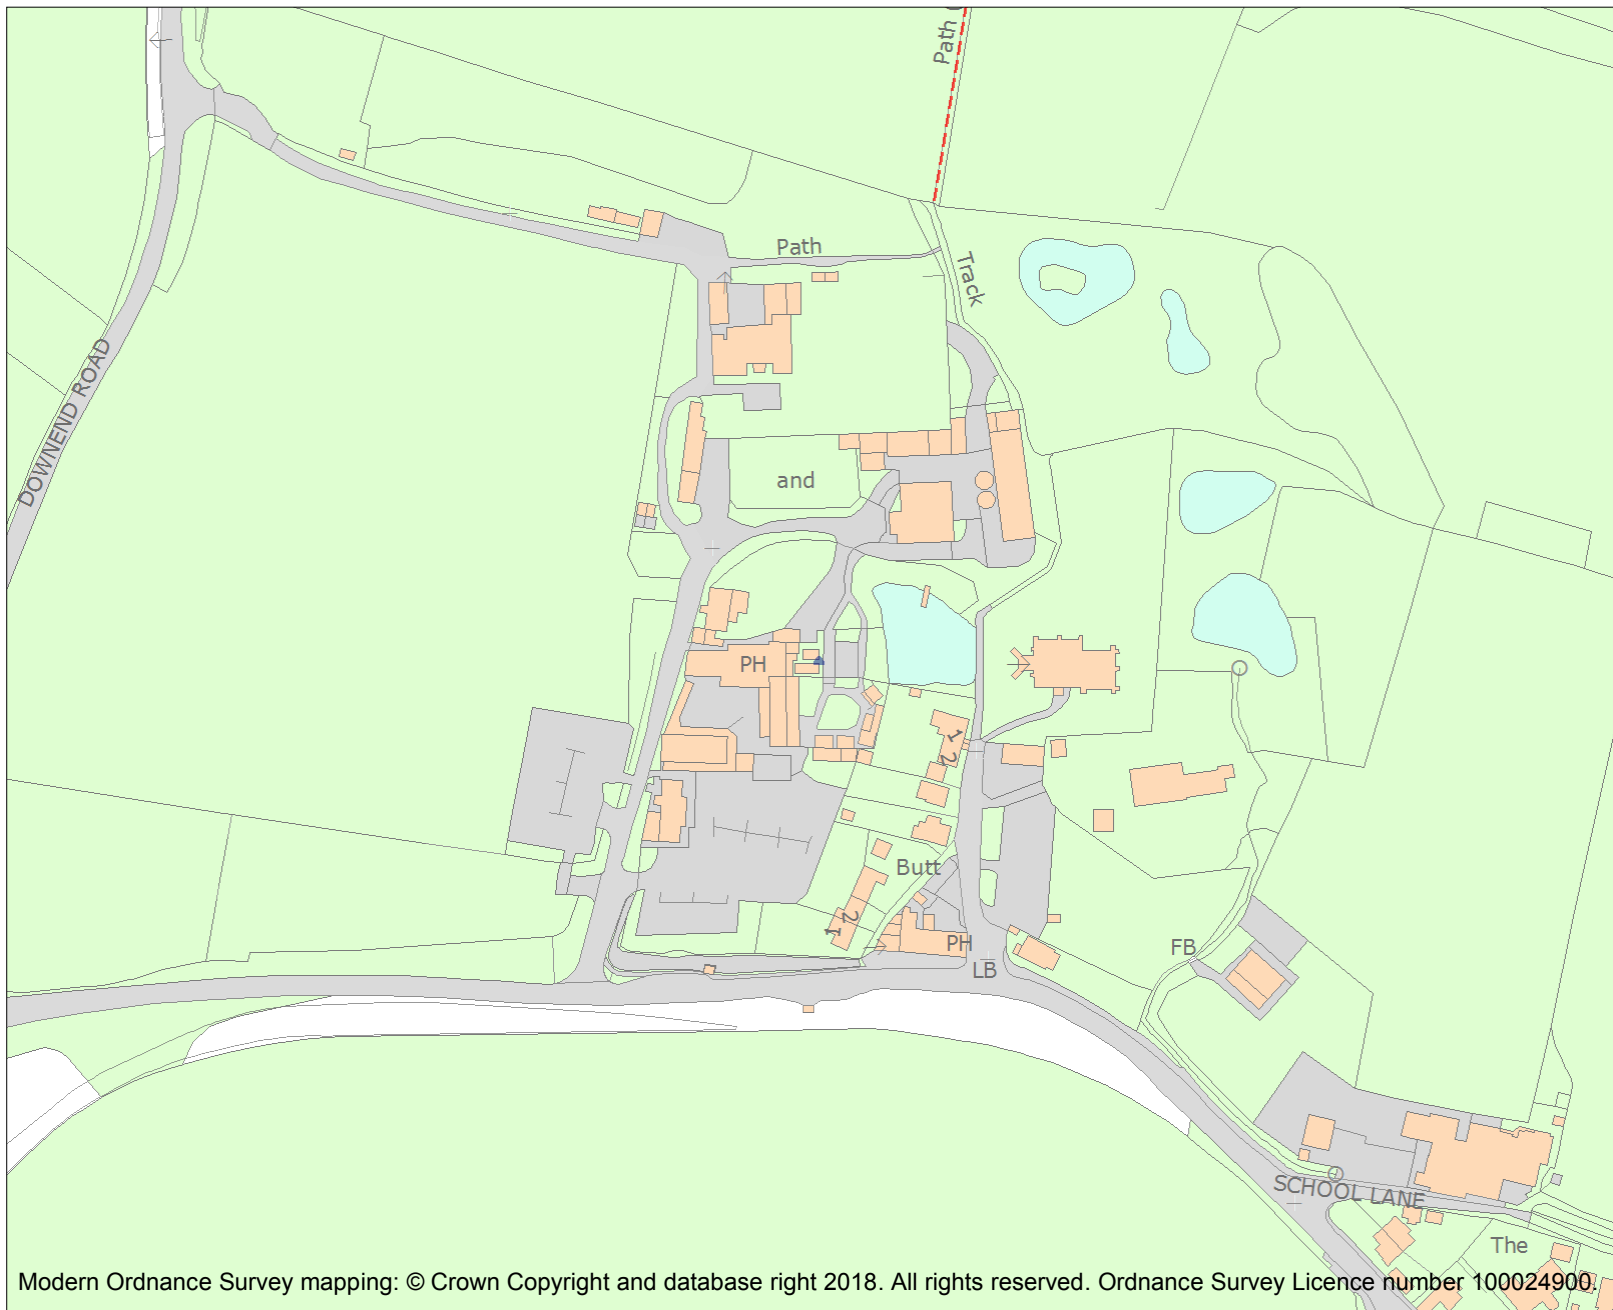 Path
Path
Track
DOWNEND ROAD
and
PH
1
2
Butt
1
2
PH
LB
FB
SCHOOL LANE
The
Modern Ordnance Survey mapping: © Crown Copyright and database right 2018. All rights reserved. Ordnance Survey Licence number 100024900.